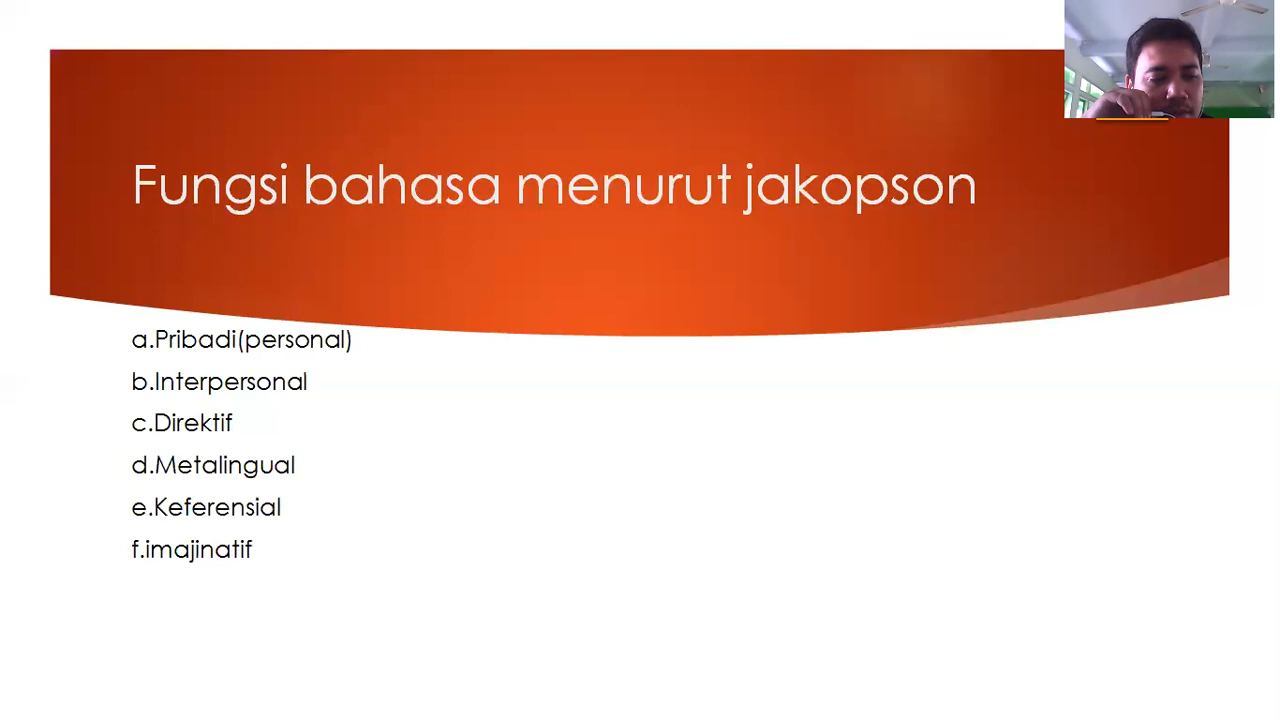 Fungsi bahasa menurut jakopson
a.Pribadi(personal)
b.Interpersonal
c.Direktif
d.Metalingual
e.Keferensial
f.imajinatif